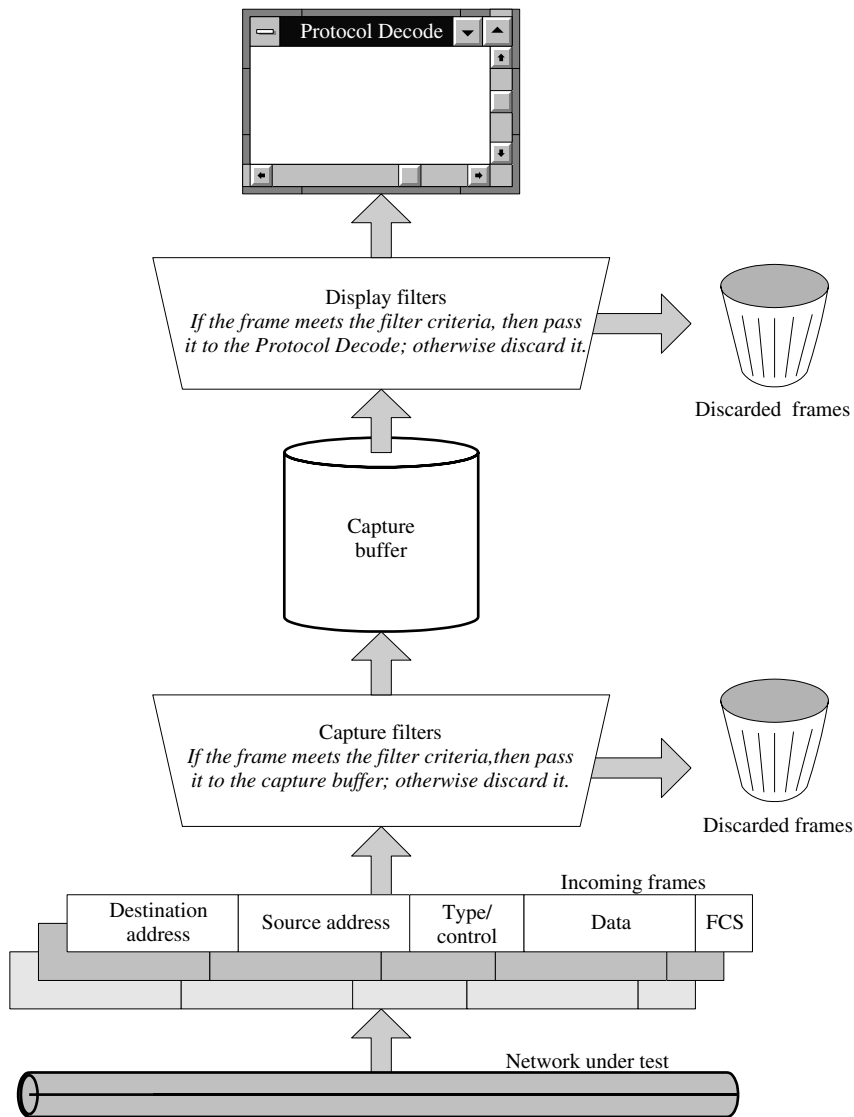 Protocol Decode
Display filters
If the frame meets the filter criteria, then pass
it to the Protocol Decode; otherwise discard it.
Discarded frames
Capture
buffer
Capture filters
If the frame meets the filter criteria,then pass
it to the capture buffer; otherwise discard it.
Discarded frames
Incoming frames
Destination
address
Source address
Type/
control
Data
FCS
Network under test